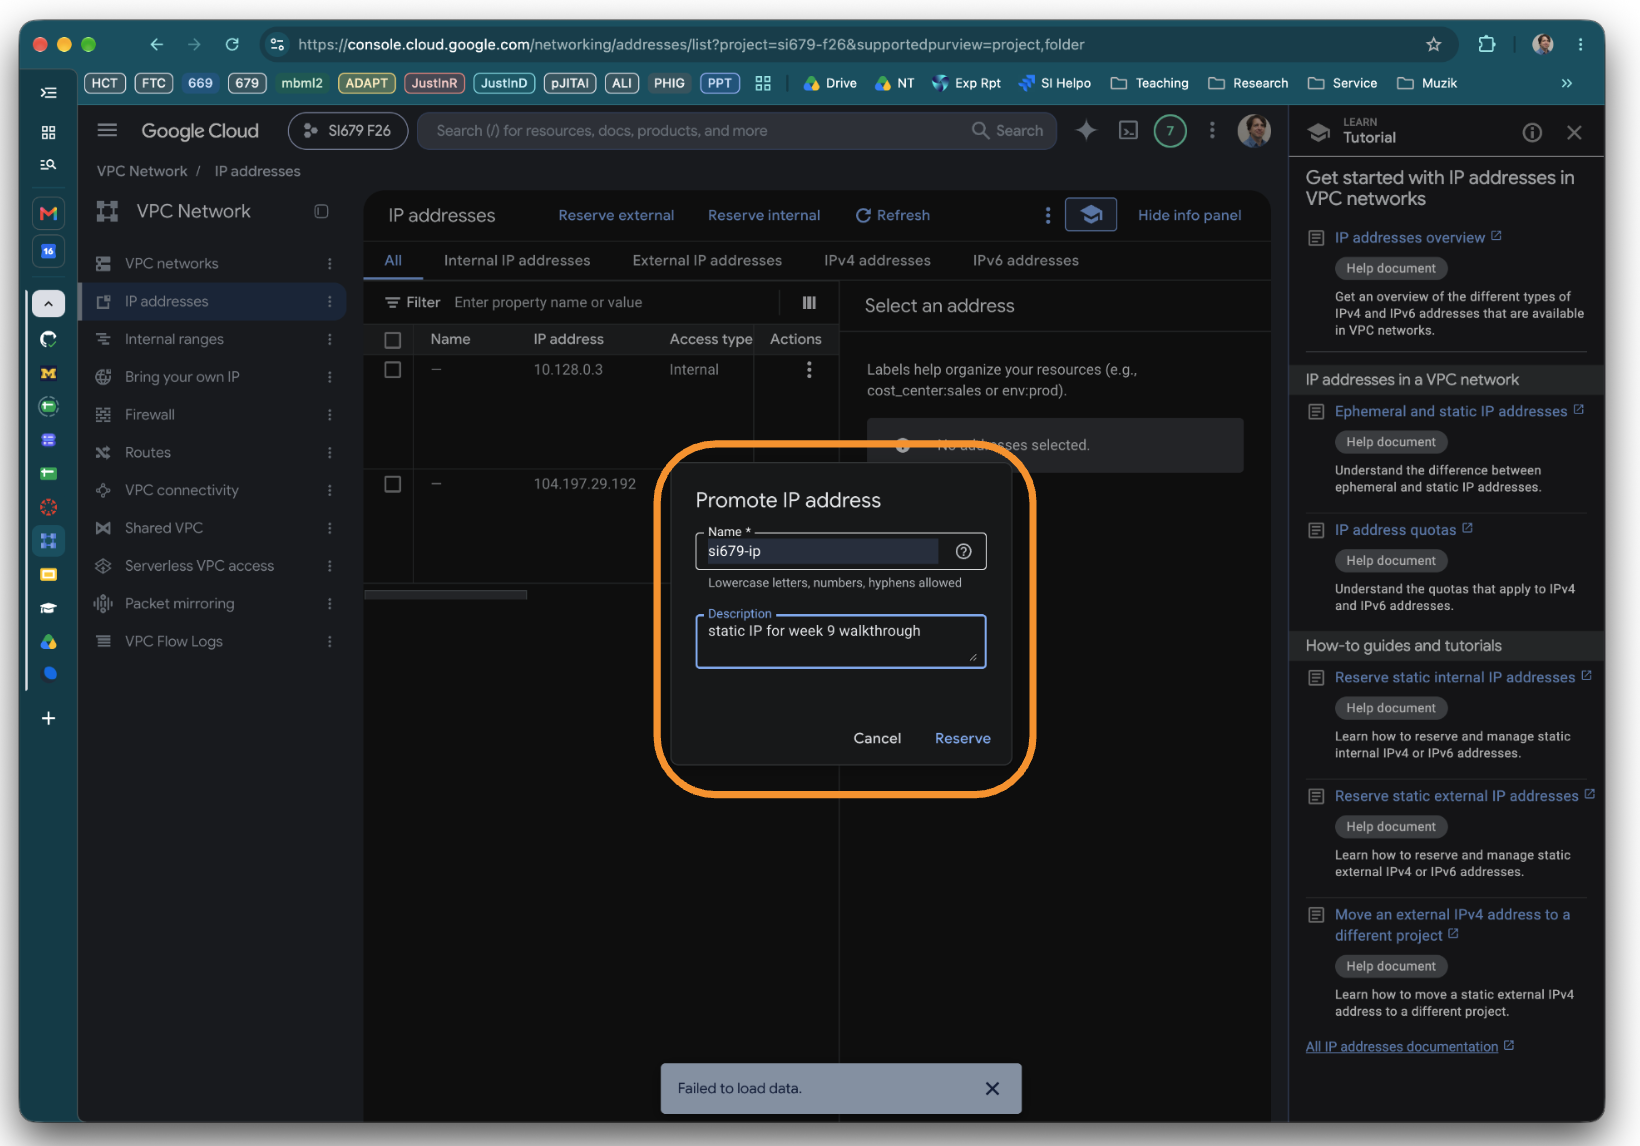 https://console.cloud.google.com/networking/addresses/list?project=si679-f26&supportedpurview=project,folder
HCT FTC 669 679 mbml2 ADAPT JustInR JustInD pJITAI ALI PHIG PPT Drive NT Exp Rpt SI Helpo Teaching Research Service Muzik
Google Cloud
SI679 F26
Search (/) for resources, docs, products, and more
Search
7
VPC Network / IP addresses
VPC Network
16
VPC networks
IP addresses
Internal ranges
Bring your own IP
Firewall
Routes
VPC connectivity
Shared VPC
Serverless VPC access
Packet mirroring
VPC Flow Logs
IP addresses
Reserve external
Reserve internal
Refresh
Hide info panel
All
Internal IP addresses
External IP addresses
IPv4 addresses
IPv6 addresses
Filter Enter property name or value
Name IP address Access type Actions
– 10.128.0.3 Internal
– 104.197.29.192
Select an address
Labels help organize your resources (e.g.,
cost_center:sales or env:prod).
No addresses selected.
Promote IP address
Name *
si679-ip
Lowercase letters, numbers, hyphens allowed
Description
static IP for week 9 walkthrough
Cancel
Reserve
Failed to load data.
LEARN
Tutorial
Get started with IP addresses in
VPC networks
IP addresses overview
Help document
Get an overview of the different types of
IPv4 and IPv6 addresses that are available
in VPC networks.
IP addresses in a VPC network
Ephemeral and static IP addresses
Help document
Understand the difference between
ephemeral and static IP addresses.
IP address quotas
Help document
Understand the quotas that apply to IPv4
and IPv6 addresses.
How-to guides and tutorials
Reserve static internal IP addresses
Help document
Learn how to reserve and manage static
internal IPv4 or IPv6 addresses.
Reserve static external IP addresses
Help document
Learn how to reserve and manage static
external IPv4 or IPv6 addresses.
Move an external IPv4 address to a
different project
Help document
Learn how to move a static external IPv4
address to a different project.
All IP addresses documentation